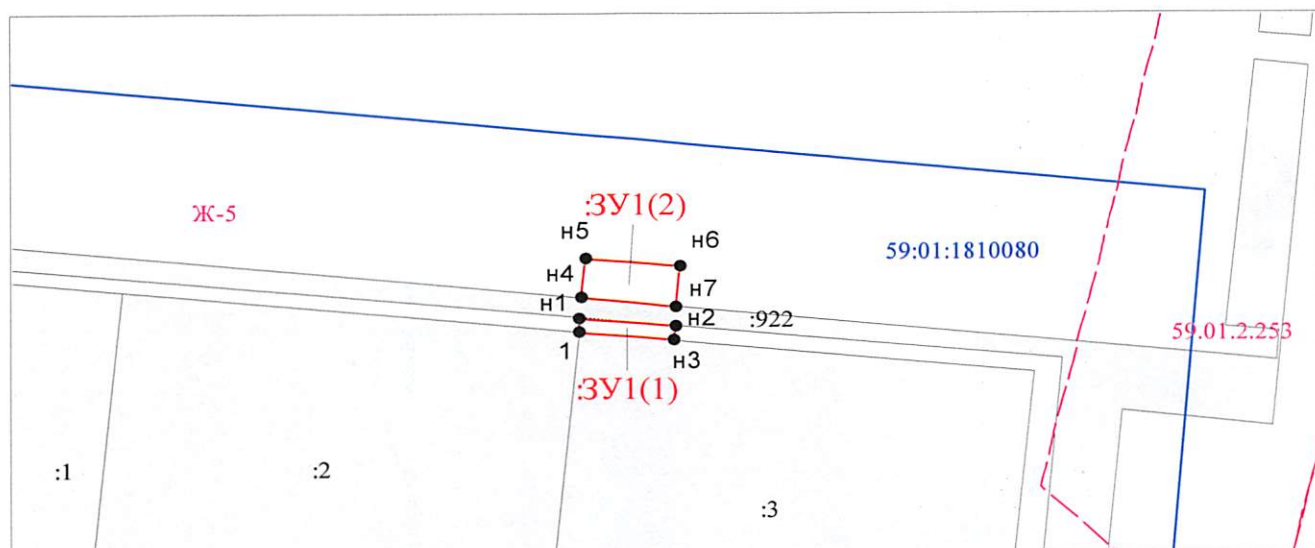 Ж-5
:ЗУ1(2)
н5
н6
59:01:1810080
н4
н7
н1
н2
:922
59.01.2.253
1
н3
:ЗУ1(1)
:1
:2
:3